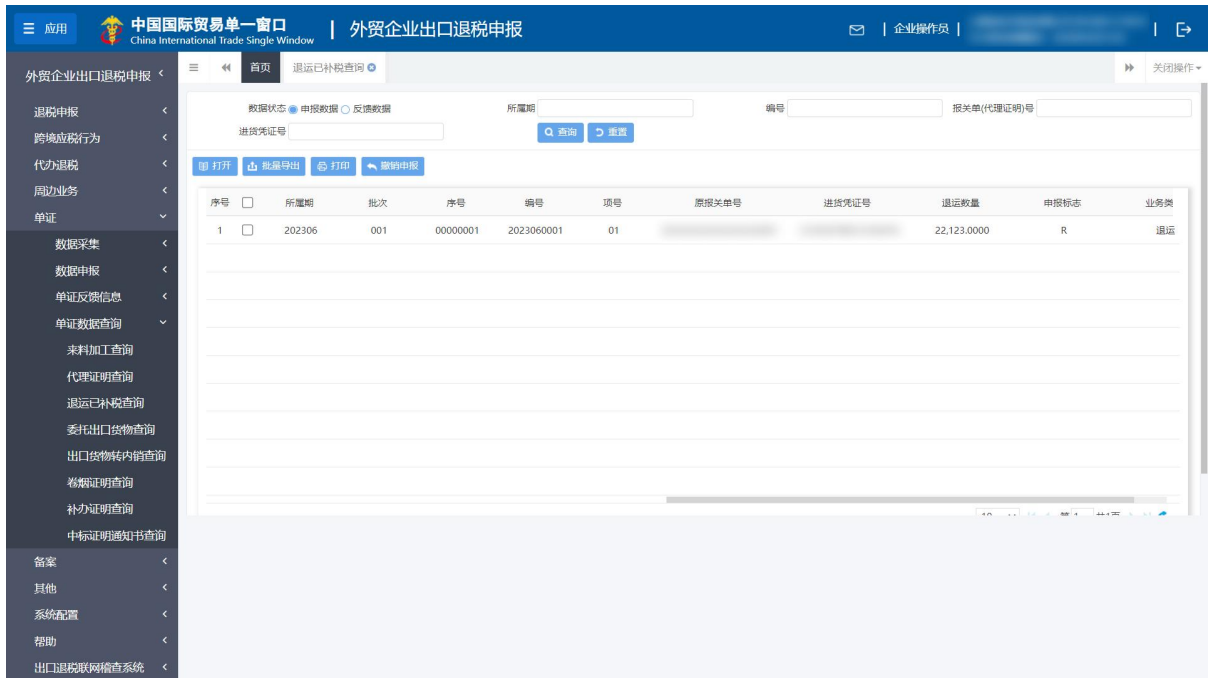 应用
中国国际贸易单一窗口
China International Trade Single Window
外贸企业出口退税申报
企业操作员
外贸企业出口退税申报
首页
退运已补税查询
关闭操作
退税申报
跨境应税行为
代办退税
周边业务
单证
数据采集
数据申报
单证反馈信息
单证数据查询
来料加工查询
代理证明查询
退运已补税查询
委托出口货物查询
出口货物转内销查询
卷烟证明查询
补办证明查询
中标证明通知书查询
备案
其他
系统配置
帮助
出口退税联网稽查系统
数据状态 申报数据 反馈数据 所属期 编号 报关单(代理证明)号
进货凭证号 查询 重置
打开 批量导出 打印 撤销申报
序号 所属期 批次 序号 编号 项号 原报关单号 进货凭证号 退运数量 申报标志 业务类
1 202306 001 00000001 2023060001 01 22,123.0000 R 退运